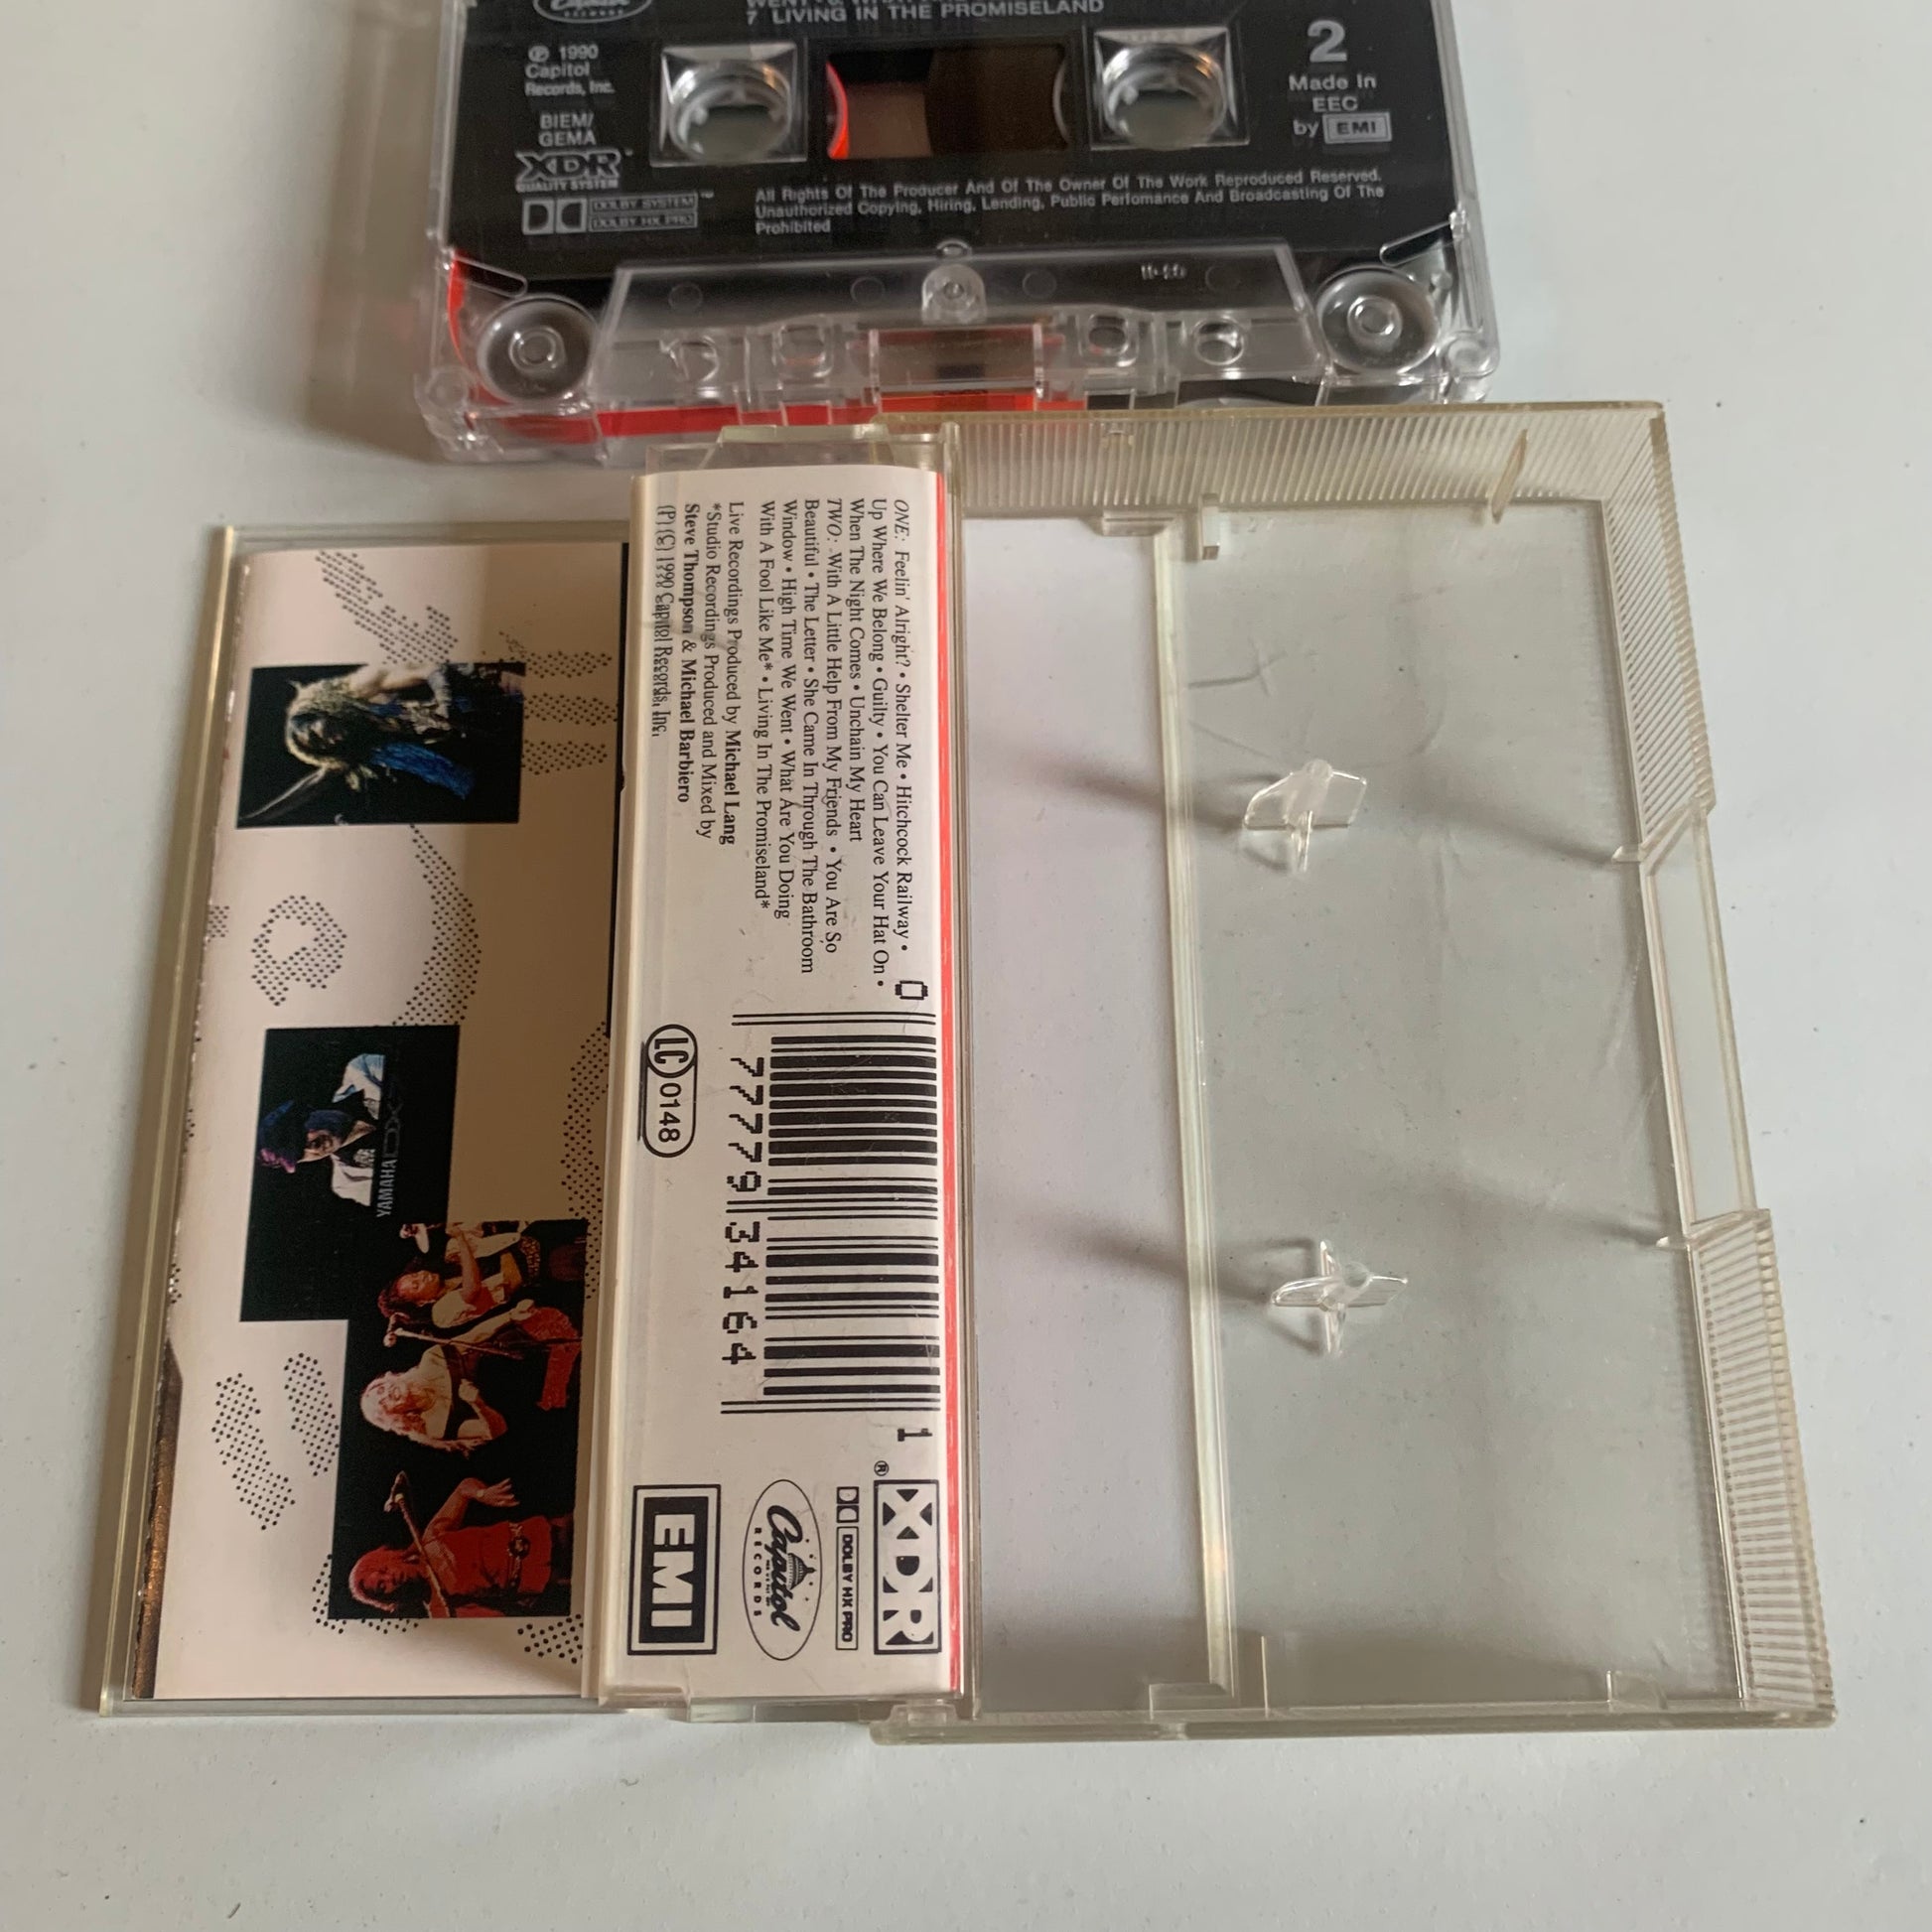 7 LIVING IN THE PROMISELAND
℗ 1990
Capitol
Records, Inc.
BIEM/
GEMA
XDR™
QUALITY SYSTEM
DOLBY SYSTEM™
DOLBY HX PRO
2
Made In
EEC
by EMI
All Rights Of The Producer And Of The Owner Of The Work Reproduced Reserved.
Unauthorized Copying, Hiring, Lending, Public Perfomance And Broadcasting Of The
Prohibited
ONE: Feelin' Alright? • Shelter Me • Hitchcock Railway •
Up Where We Belong • Guilty • You Can Leave Your Hat On •
When The Night Comes • Unchain My Heart
TWO: With A Little Help From My Friends • You Are So
Beautiful • The Letter • She Came In Through The Bathroom
Window • High Time We Went • What Are You Doing
With A Fool Like Me* • Living In The Promiseland*
Live Recordings Produced by Michael Lang
*Studio Recordings Produced and Mixed by
Steve Thompson & Michael Barbiero
(P) (C) 1990 Capitol Records, Inc.
0 77779 34164 1
LC 0148
XDR®
DOLBY HX PRO
Capitol
RECORDS
EMI
YAMAHA